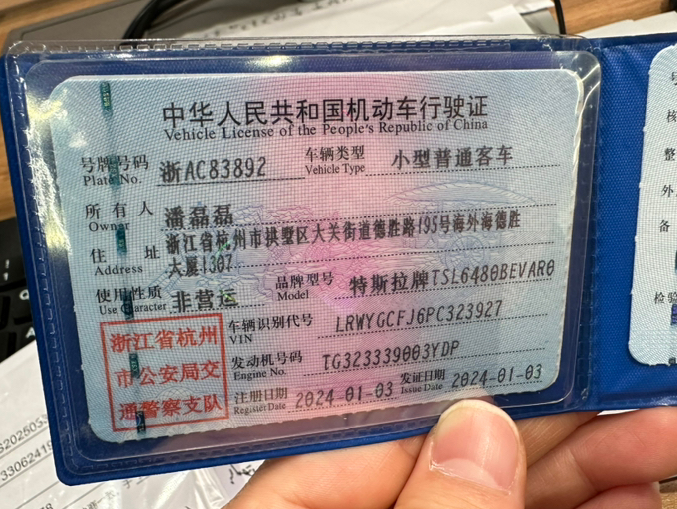 中华人民共和国机动车行驶证
Vehicle License of the People's Republic of China
号牌号码 浙AC83892 车辆类型 小型普通客车
Plate No. Vehicle Type
所有人 潘磊磊
Owner
住址 浙江省杭州市拱墅区大关街道德胜路195号海外海德胜
Address 大厦1307
使用性质 非营运 品牌型号 特斯拉牌TSL6480BEVAR0
Use Character Model
浙江省杭州
市公安局交
通警察支队
车辆识别代号 LRWYGCFJ6PC323927
VIN
发动机号码 TG323339003YDP
Engine No.
注册日期 2024-01-03 发证日期 2024-01-03
Register Date Issue Date
号
核
整
外
备
检验